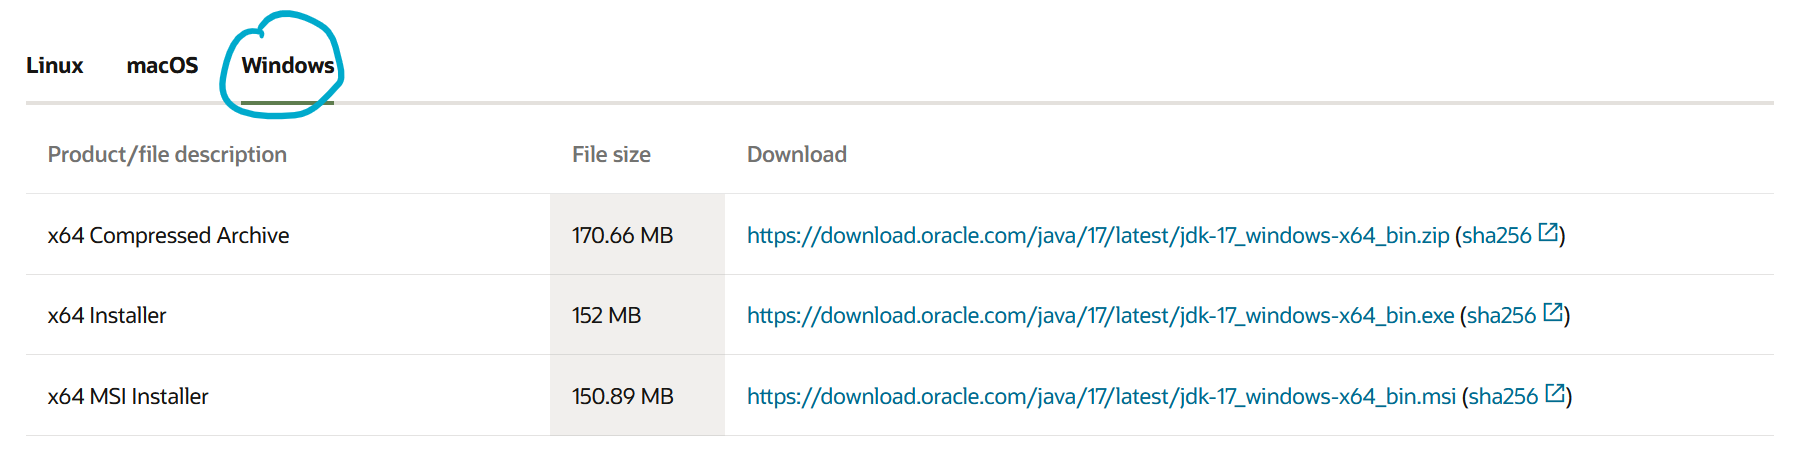 Linux macOS Windows
Product/file description File size Download
x64 Compressed Archive 170.66 MB https://download.oracle.com/java/17/latest/jdk-17_windows-x64_bin.zip (sha256)
x64 Installer 152 MB https://download.oracle.com/java/17/latest/jdk-17_windows-x64_bin.exe (sha256)
x64 MSI Installer 150.89 MB https://download.oracle.com/java/17/latest/jdk-17_windows-x64_bin.msi (sha256)